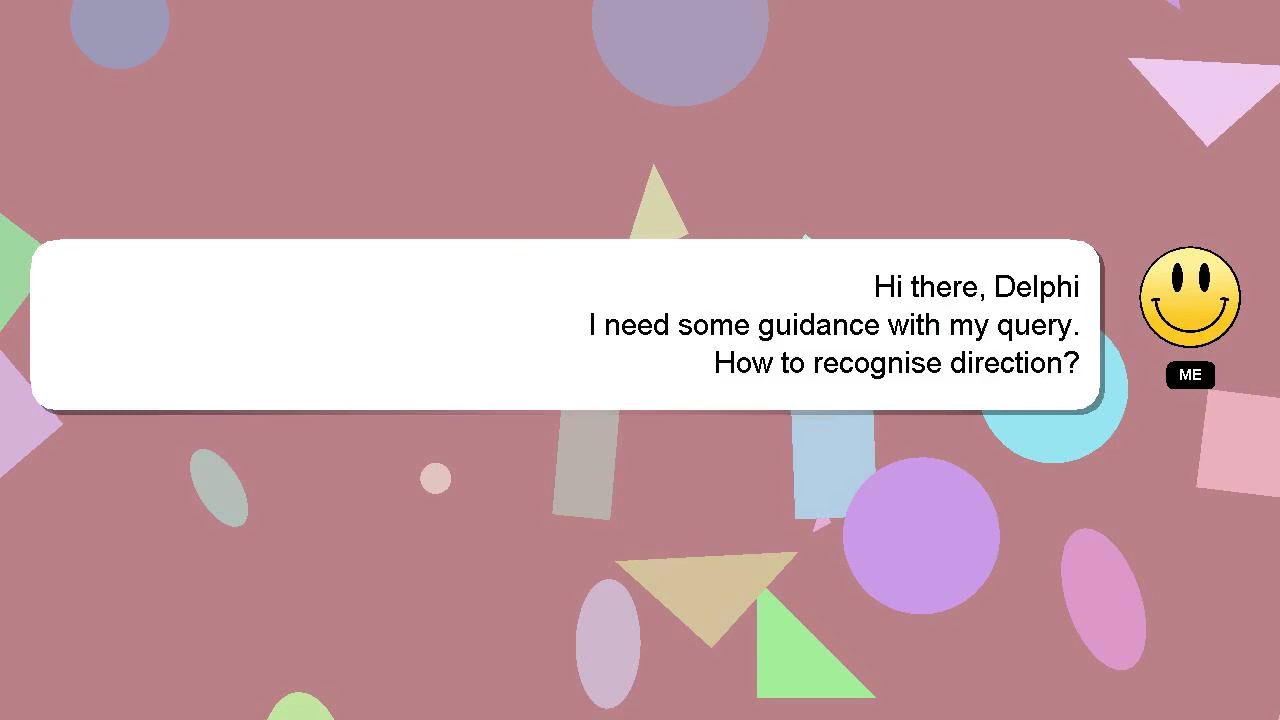 Hi there, Delphi
I need some guidance with my query.
How to recognise direction?
ME